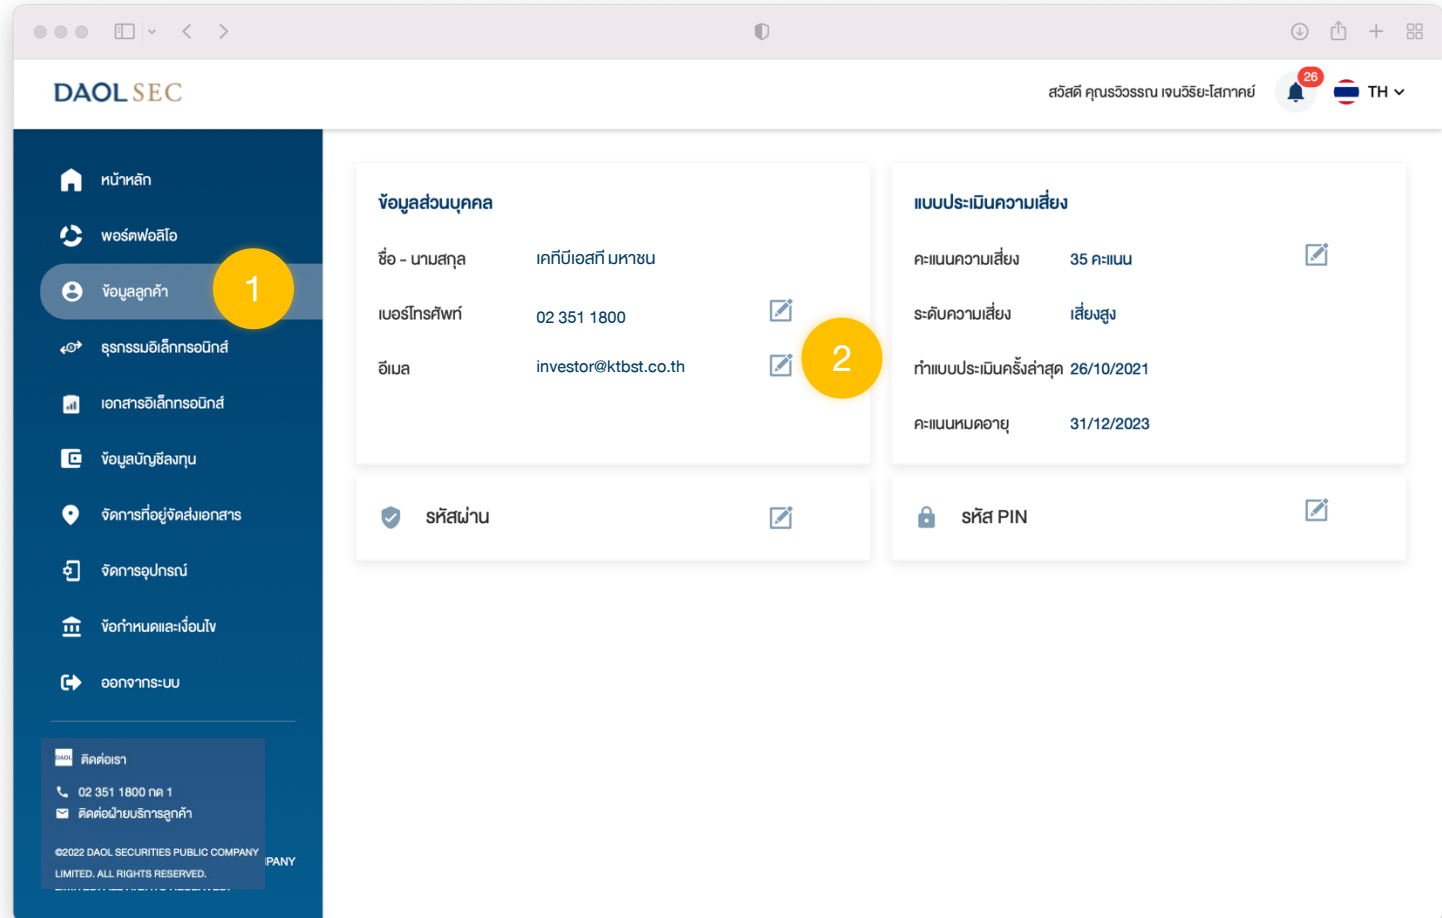 DAOL SEC
สวัสดี คุณรวิวรรณ เจนวิริยะโสภาคย์
26
TH
หน้าหลัก
พอร์ตฟอลิโอ
ข้อมูลลูกค้า
1
ธุรกรรมอิเล็กทรอนิกส์
เอกสารอิเล็กทรอนิกส์
ข้อมูลบัญชีลงทุน
จัดการที่อยู่จัดส่งเอกสาร
จัดการอุปกรณ์
ข้อกำหนดและเงื่อนไข
ออกจากระบบ
DAOL ติดต่อเรา
02 351 1800 กด 1
ติดต่อฝ่ายบริการลูกค้า
©2022 DAOL SECURITIES PUBLIC COMPANY
LIMITED. ALL RIGHTS RESERVED.
ข้อมูลส่วนบุคคล
ชื่อ - นามสกุล เคทีบีเอสที มหาชน
เบอร์โทรศัพท์ 02 351 1800
อีเมล investor@ktbst.co.th
2
แบบประเมินความเสี่ยง
คะแนนความเสี่ยง 35 คะแนน
ระดับความเสี่ยง เสี่ยงสูง
ทำแบบประเมินครั้งล่าสุด 26/10/2021
คะแนนหมดอายุ 31/12/2023
รหัสผ่าน
รหัส PIN